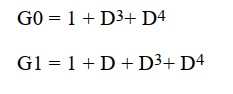 G0 = 1 + D³+ D⁴
G1 = 1 + D + D³+ D⁴